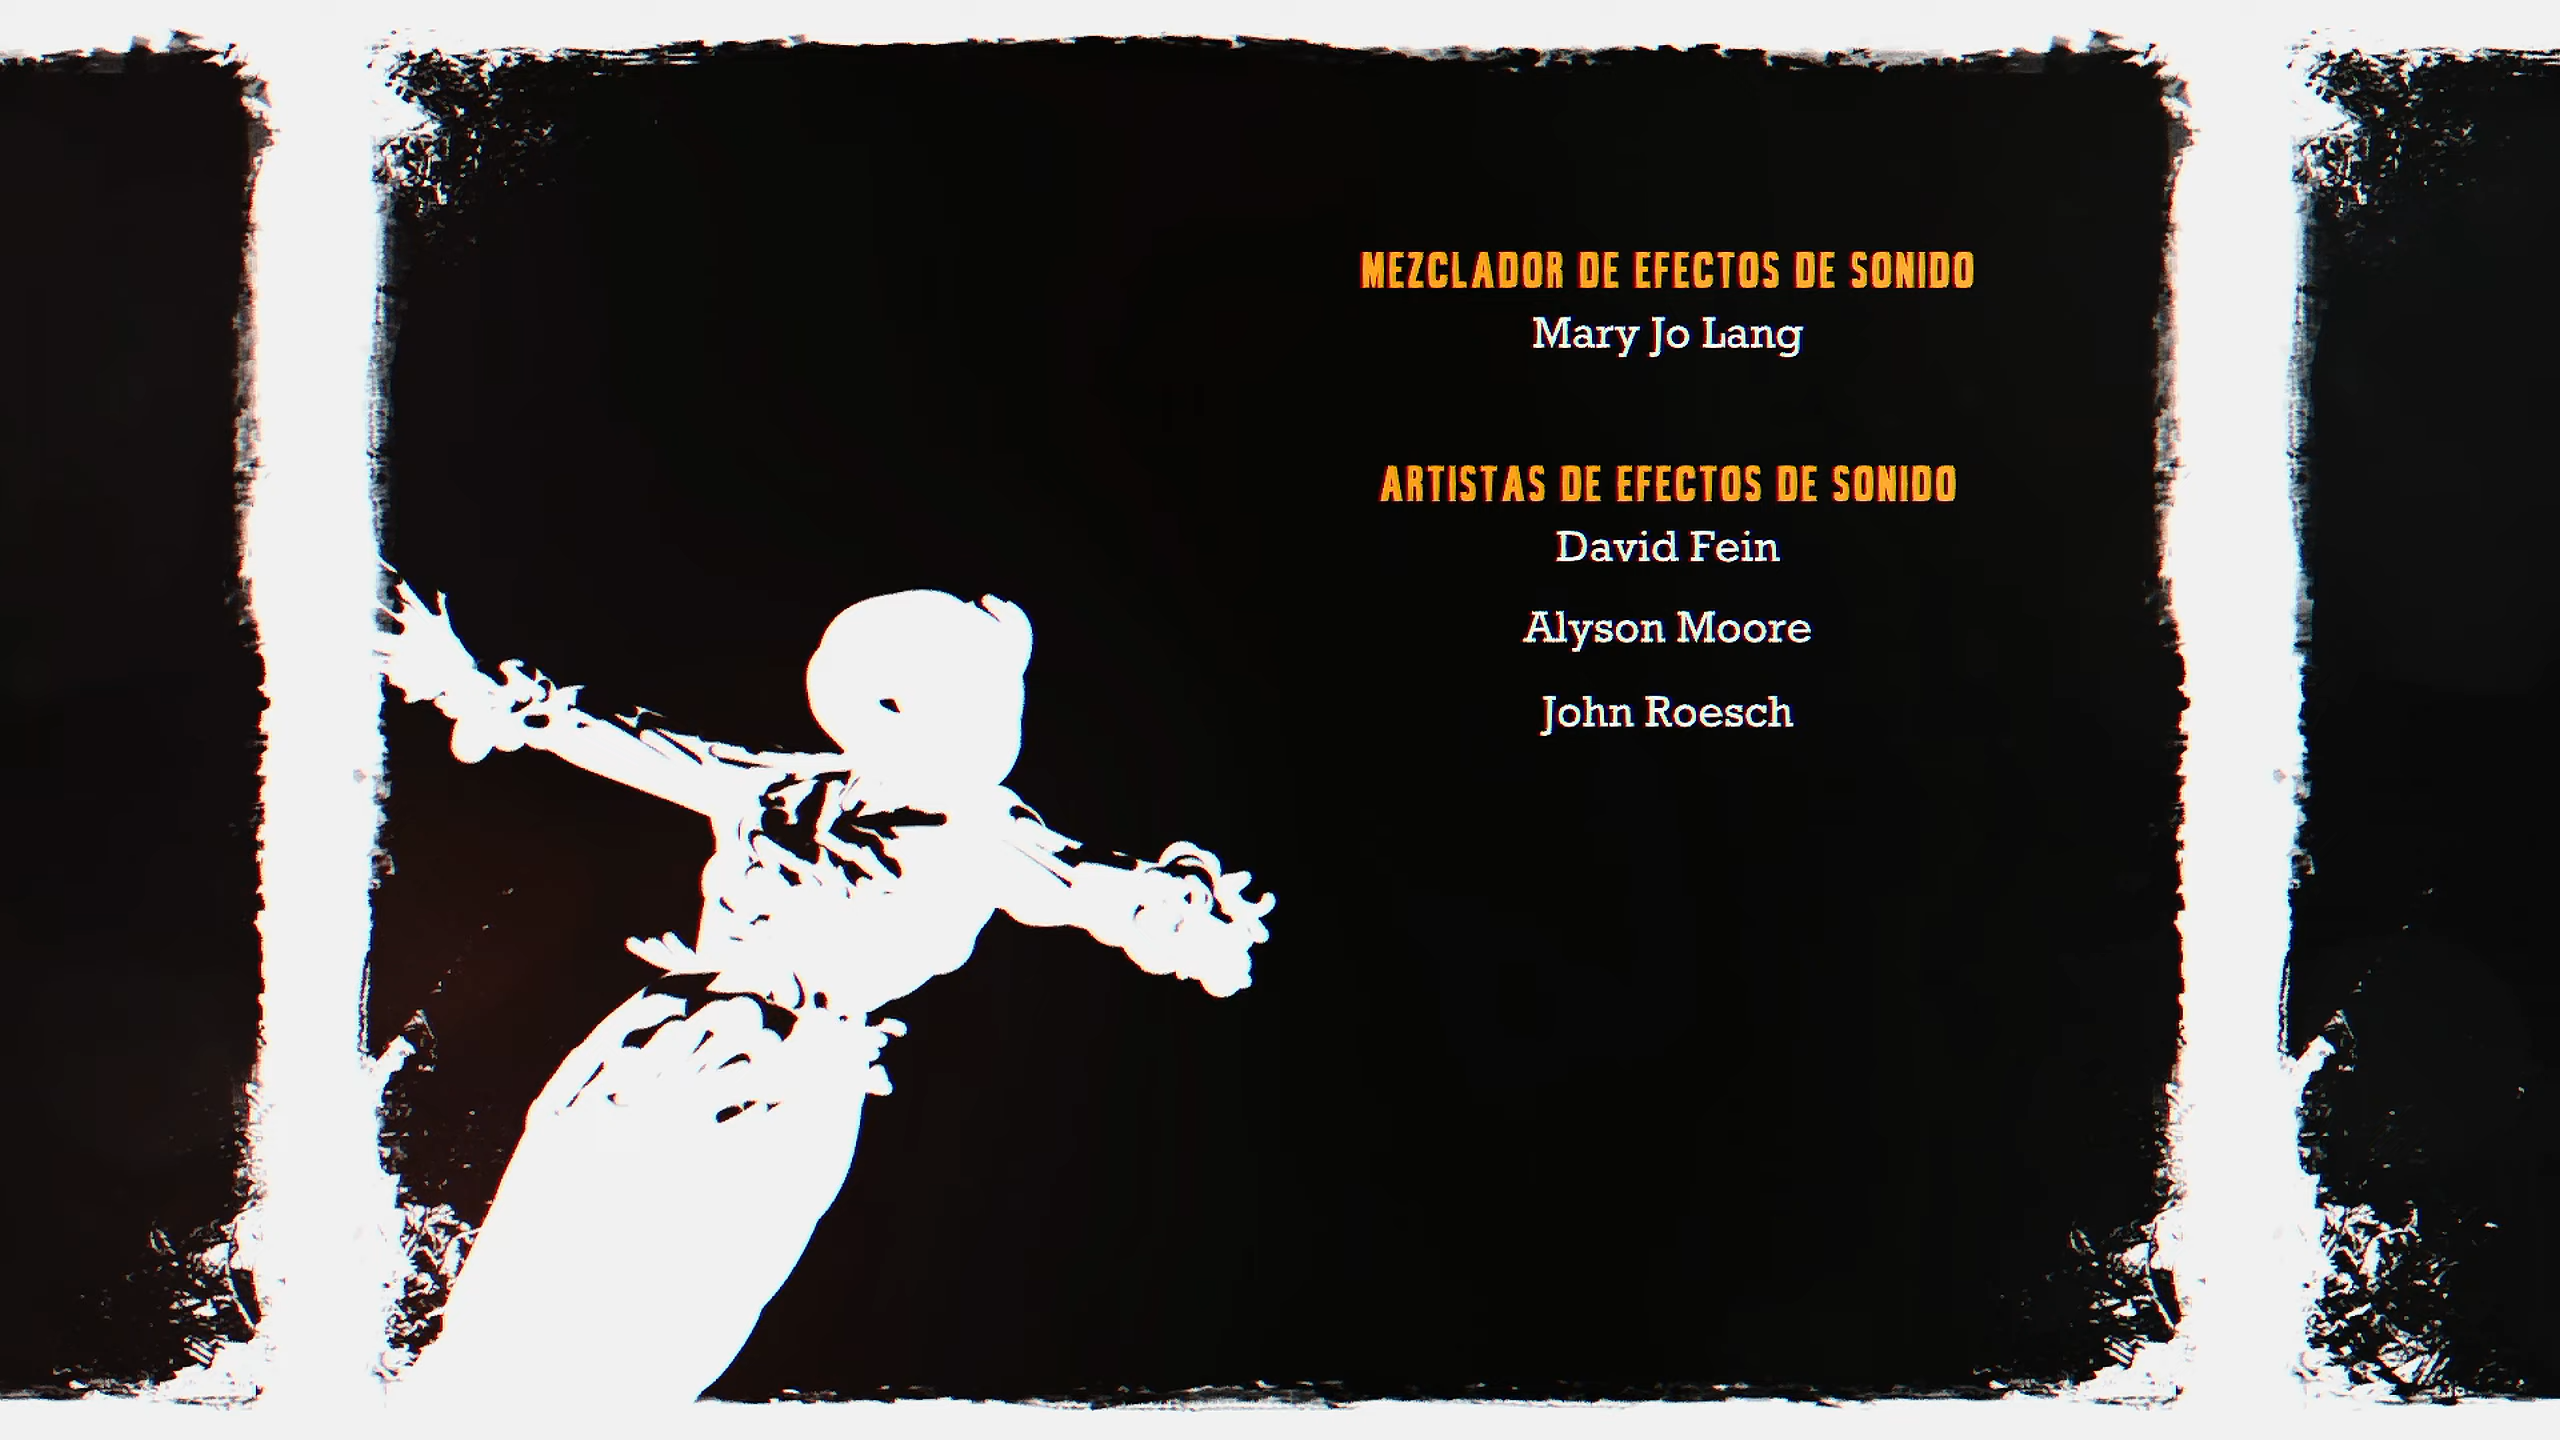 MEZCLADOR DE EFECTOS DE SONIDO
Mary Jo Lang
ARTISTAS DE EFECTOS DE SONIDO
David Fein
Alyson Moore
John Roesch